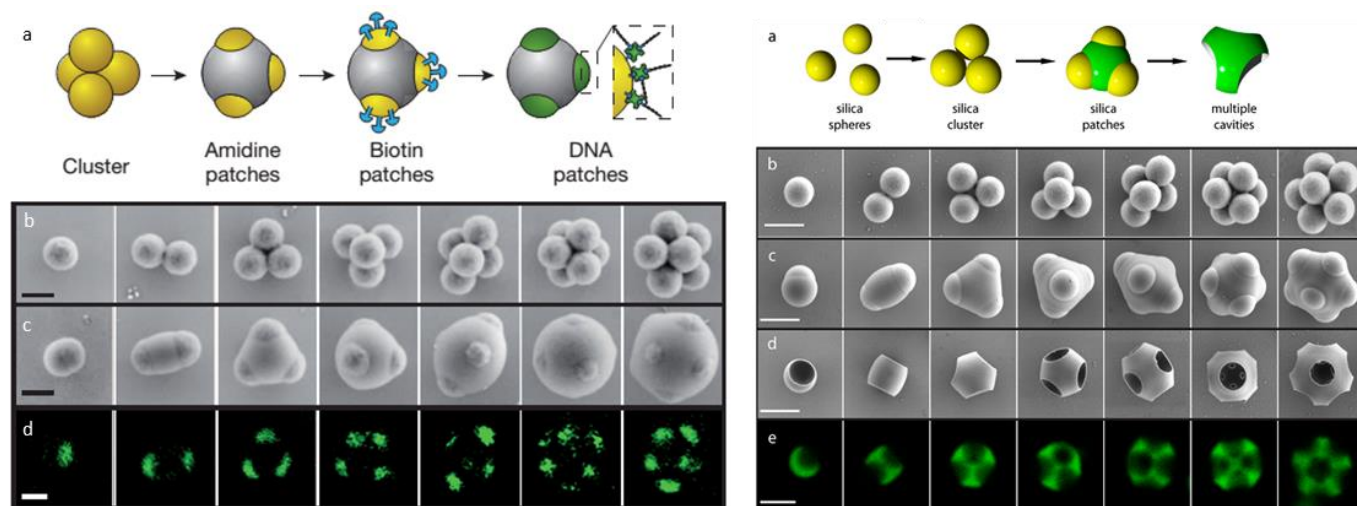 a
Cluster
Amidine
patches
Biotin
patches
DNA
patches
b
c
d
a
silica
spheres
silica
cluster
silica
patches
multiple
cavities
b
c
d
e